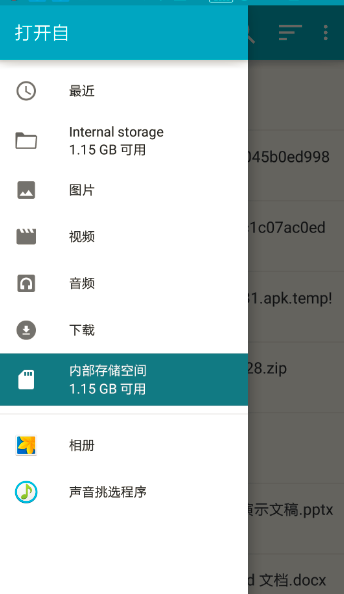 打开自
最近
Internal storage
1.15 GB 可用
图片
视频
音频
下载
内部存储空间
1.15 GB 可用
相册
声音挑选程序
045b0ed998
1c07ac0ed
31.apk.temp!
28.zip
演示文稿.pptx
d 文档.docx